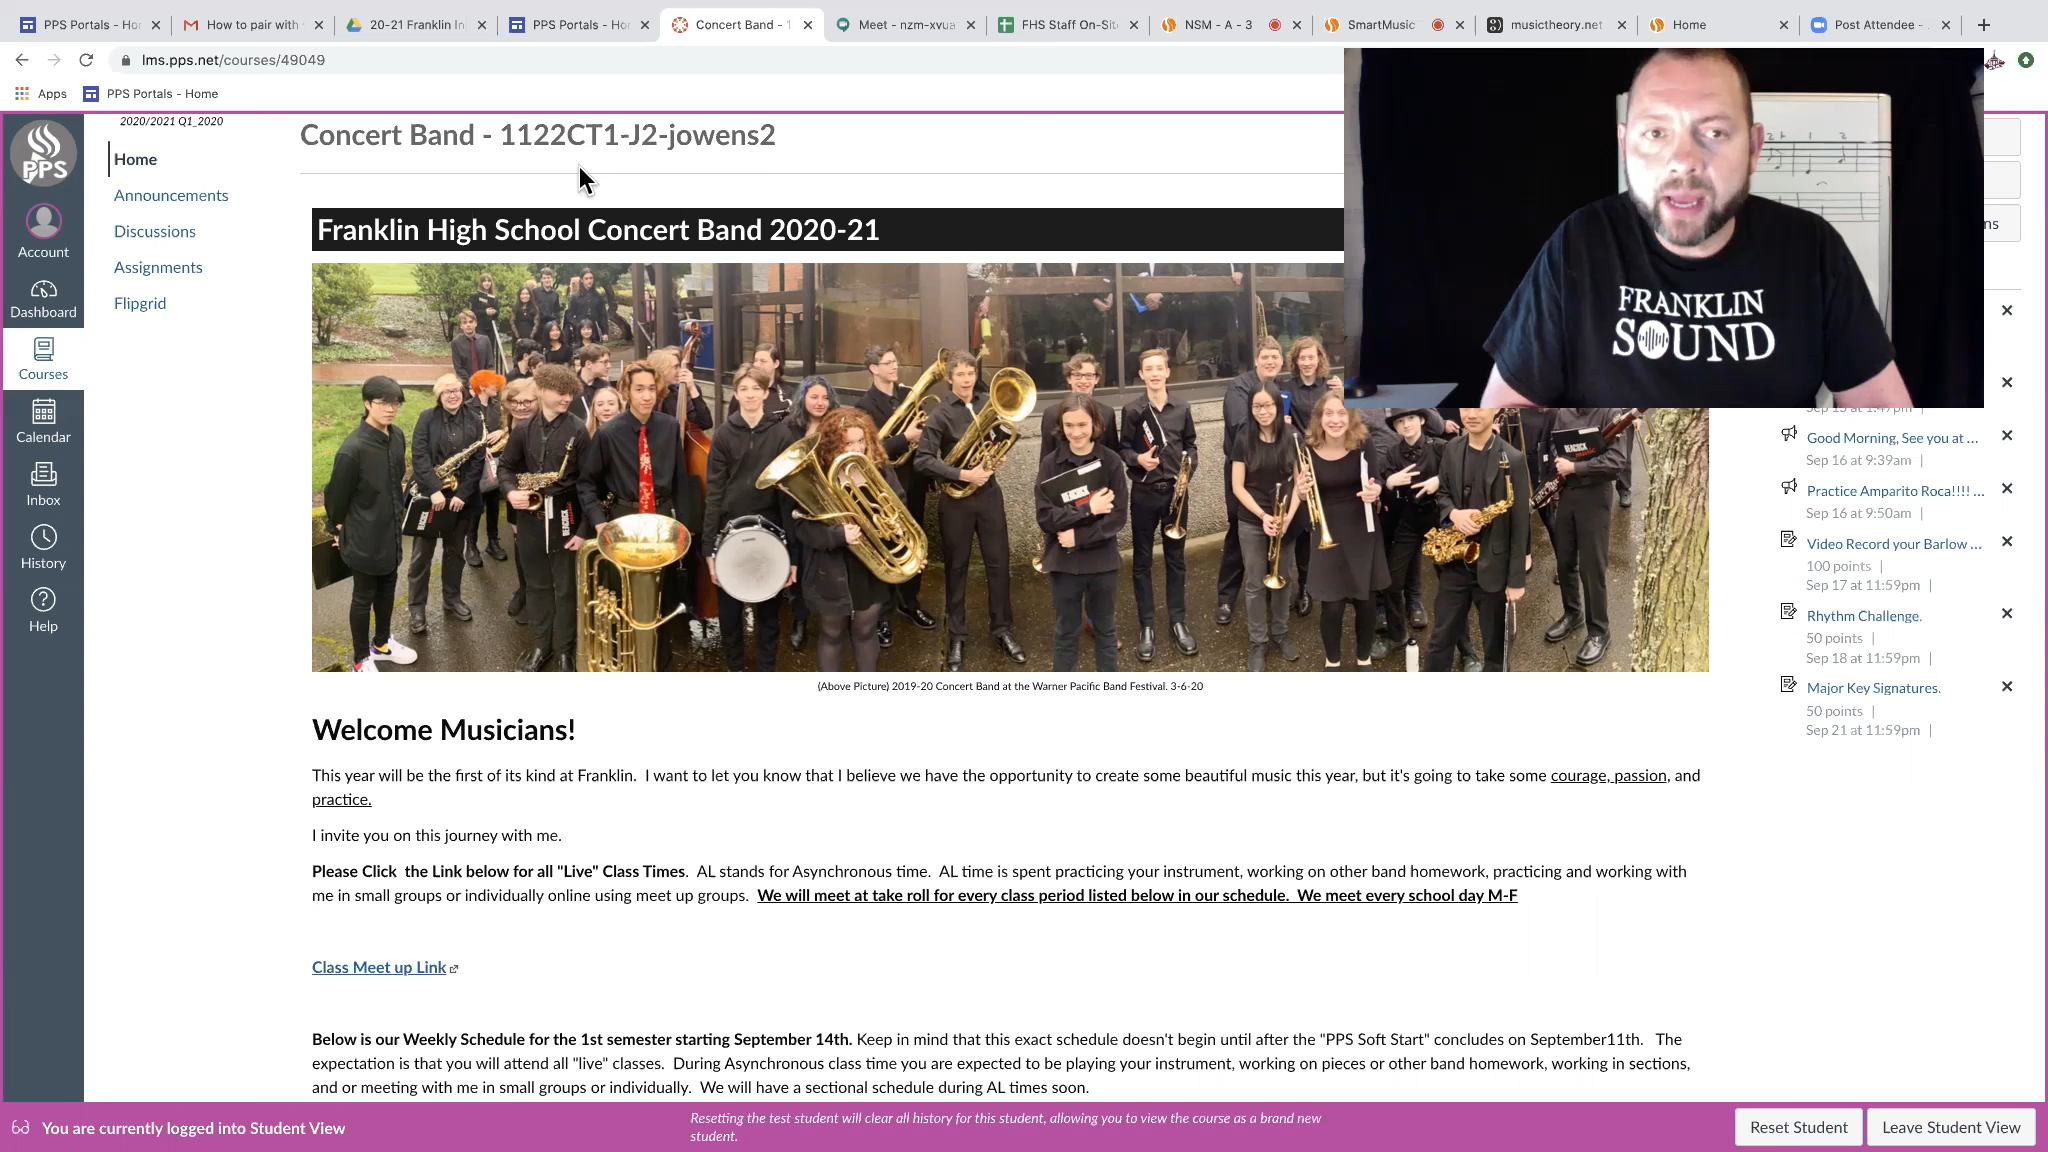 PPS Portals - Ho
How to pair with
20-21 Franklin In
PPS Portals - Ho
Concert Band - 1
Meet - nzm-xvua
FHS Staff On-Site
NSM - A - 3
SmartMusic
musictheory.net
Home
Post Attendee -
lms.pps.net/courses/49049
Apps
PPS Portals - Home
2020/2021 Q1_2020
PPS
Account
Dashboard
Courses
Calendar
Inbox
History
Help
Home
Announcements
Discussions
Assignments
Flipgrid
Concert Band - 1122CT1-J2-jowens2
Franklin High School Concert Band 2020-21
FRANKLIN
SOUND
ns
(Above Picture) 2019-20 Concert Band at the Warner Pacific Band Festival. 3-6-20
Welcome Musicians!
This year will be the first of its kind at Franklin.  I want to let you know that I believe we have the opportunity to create some beautiful music this year, but it's going to take some courage, passion, and
practice.
I invite you on this journey with me.
Please Click  the Link below for all "Live" Class Times.  AL stands for Asynchronous time.  AL time is spent practicing your instrument, working on other band homework, practicing and working with
me in small groups or individually online using meet up groups.  We will meet at take roll for every class period listed below in our schedule.  We meet every school day M-F
Class Meet up Link
Below is our Weekly Schedule for the 1st semester starting September 14th. Keep in mind that this exact schedule doesn't begin until after the "PPS Soft Start" concludes on September11th.   The
expectation is that you will attend all "live" classes.  During Asynchronous class time you are expected to be playing your instrument, working on pieces or other band homework, working in sections,
and or meeting with me in small groups or individually.  We will have a sectional schedule during AL times soon.
Sep 15 at 1:47pm |
Good Morning, See you at ...
Sep 16 at 9:39am |
Practice Amparito Roca!!!! ...
Sep 16 at 9:50am |
Video Record your Barlow ...
100 points |
Sep 17 at 11:59pm |
Rhythm Challenge.
50 points |
Sep 18 at 11:59pm |
Major Key Signatures.
50 points |
Sep 21 at 11:59pm |
You are currently logged into Student View
Resetting the test student will clear all history for this student, allowing you to view the course as a brand new
student.
Reset Student
Leave Student View